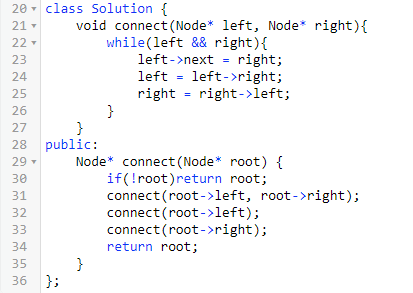 20 class Solution {
21     void connect(Node* left, Node* right){
22         while(left && right){
23             left->next = right;
24             left = left->right;
25             right = right->left;
26         }
27     }
28 public:
29     Node* connect(Node* root) {
30         if(!root)return root;
31         connect(root->left, root->right);
32         connect(root->left);
33         connect(root->right);
34         return root;
35     }
36 };